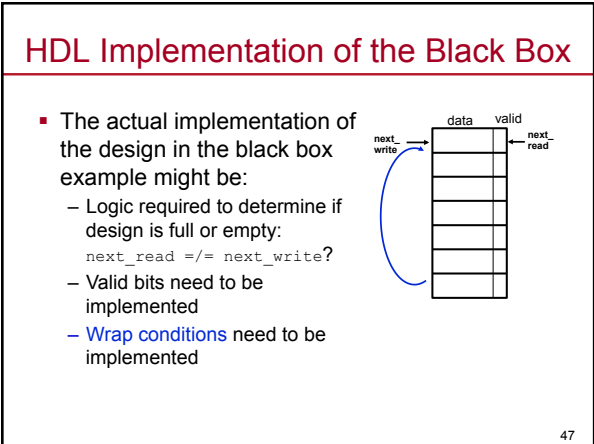 HDL Implementation of the Black Box
▪ The actual implementation of
the design in the black box
example might be:
– Logic required to determine if
design is full or empty:
next_read =/= next_write?
– Valid bits need to be
implemented
– Wrap conditions need to be
implemented
data valid
next_
write
next_
read
47